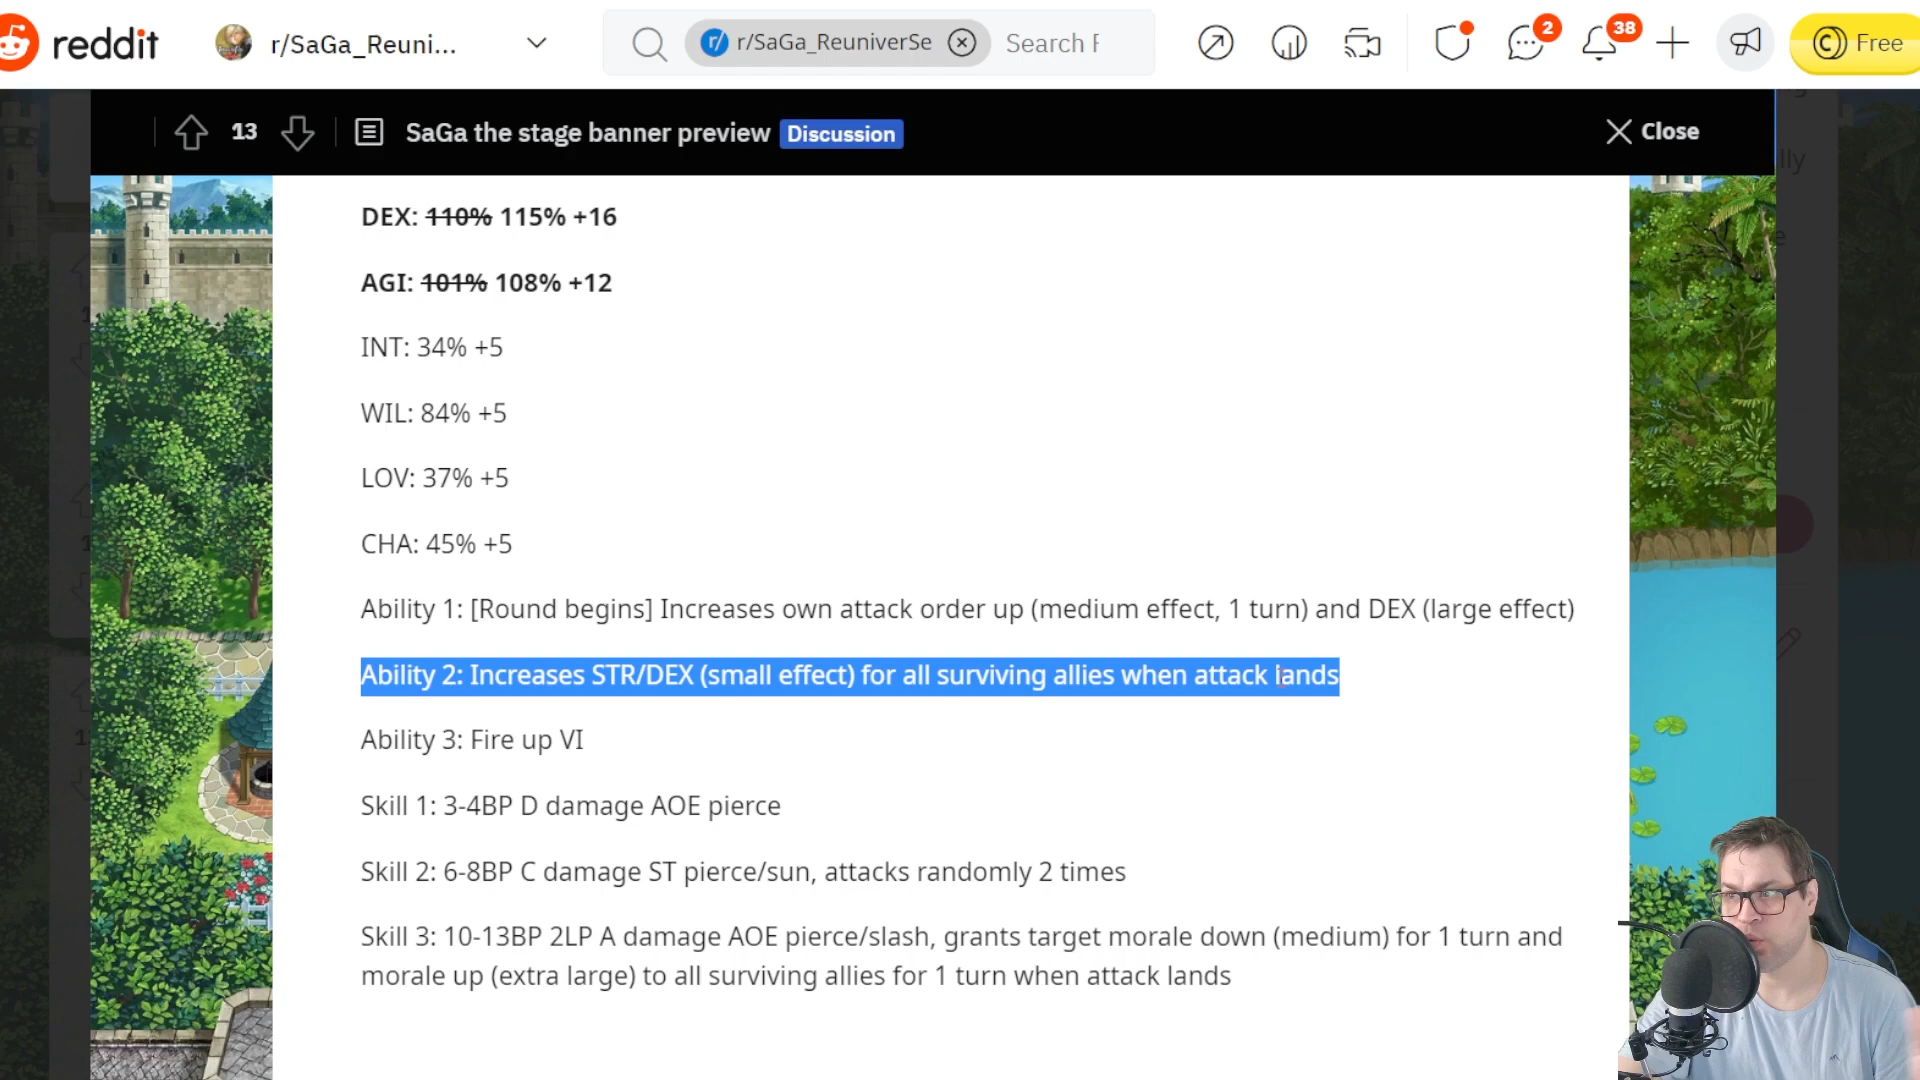 reddit
r/SaGa_Reuni...
r/SaGa_ReuniverSe
Search
2
38
Free
13
SaGa the stage banner preview Discussion
Close
lly
DEX: 110% 115% +16
AGI: 101% 108% +12
INT: 34% +5
WIL: 84% +5
LOV: 37% +5
CHA: 45% +5
Ability 1: [Round begins] Increases own attack order up (medium effect, 1 turn) and DEX (large effect)
Ability 2: Increases STR/DEX (small effect) for all surviving allies when attack lands
Ability 3: Fire up VI
Skill 1: 3-4BP D damage AOE pierce
Skill 2: 6-8BP C damage ST pierce/sun, attacks randomly 2 times
Skill 3: 10-13BP 2LP A damage AOE pierce/slash, grants target morale down (medium) for 1 turn and
morale up (extra large) to all surviving allies for 1 turn when attack lands